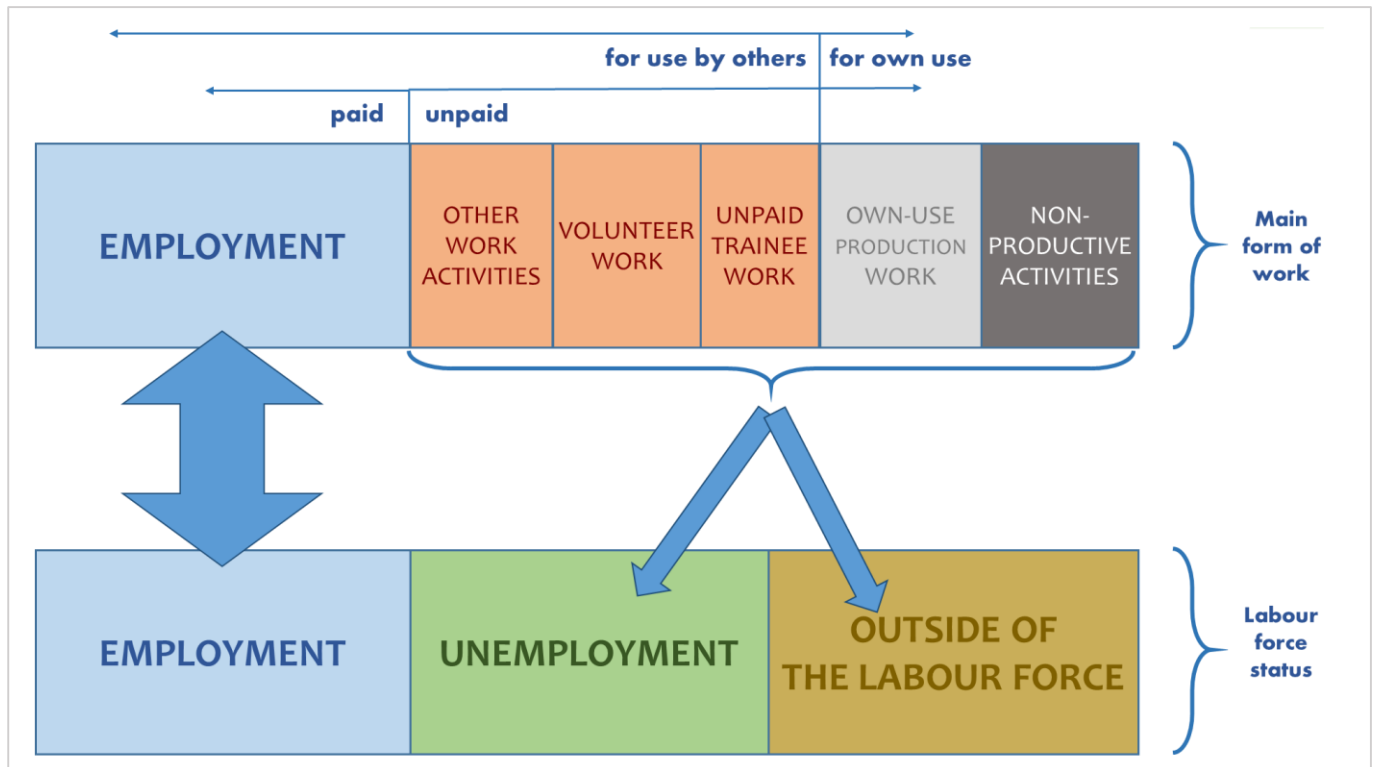 for use by others
for own use
paid
unpaid
EMPLOYMENT
OTHER
WORK
ACTIVITIES
VOLUNTEER
WORK
UNPAID
TRAINEE
WORK
OWN-USE
PRODUCTION
WORK
NON-
PRODUCTIVE
ACTIVITIES
Main
form of
work
EMPLOYMENT
UNEMPLOYMENT
OUTSIDE OF
THE LABOUR FORCE
Labour
force
status